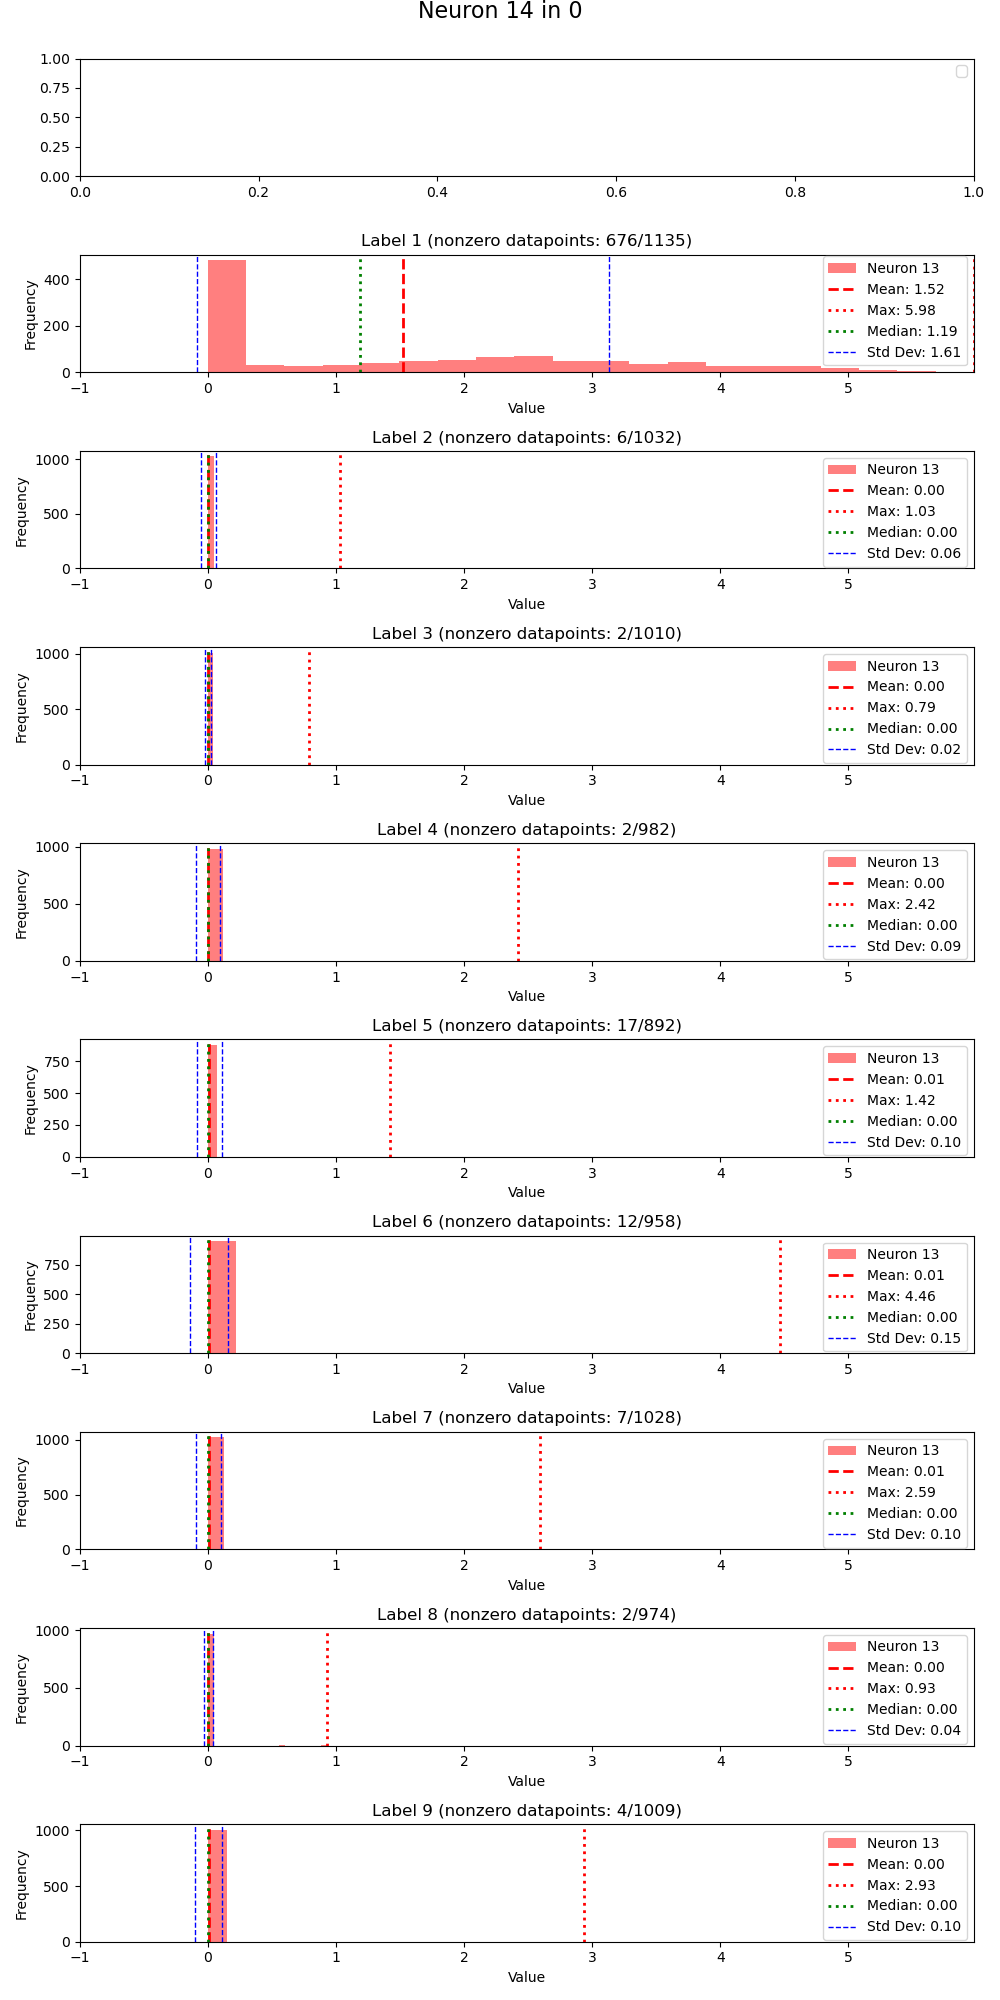 Neuron 14 in 0
1.00
0.75
0.50
0.25
0.00
0.0 0.2 0.4 0.6 0.8 1.0
Label 1 (nonzero datapoints: 676/1135)
Frequency
400
200
0
Neuron 13
Mean: 1.52
Max: 5.98
Median: 1.19
Std Dev: 1.61
−1 0 1 2 3 4 5
Value
Label 2 (nonzero datapoints: 6/1032)
Frequency
1000
500
0
Neuron 13
Mean: 0.00
Max: 1.03
Median: 0.00
Std Dev: 0.06
−1 0 1 2 3 4 5
Value
Label 3 (nonzero datapoints: 2/1010)
Frequency
1000
500
0
Neuron 13
Mean: 0.00
Max: 0.79
Median: 0.00
Std Dev: 0.02
−1 0 1 2 3 4 5
Value
Label 4 (nonzero datapoints: 2/982)
Frequency
1000
500
0
Neuron 13
Mean: 0.00
Max: 2.42
Median: 0.00
Std Dev: 0.09
−1 0 1 2 3 4 5
Value
Label 5 (nonzero datapoints: 17/892)
Frequency
750
500
250
0
Neuron 13
Mean: 0.01
Max: 1.42
Median: 0.00
Std Dev: 0.10
−1 0 1 2 3 4 5
Value
Label 6 (nonzero datapoints: 12/958)
Frequency
750
500
250
0
Neuron 13
Mean: 0.01
Max: 4.46
Median: 0.00
Std Dev: 0.15
−1 0 1 2 3 4 5
Value
Label 7 (nonzero datapoints: 7/1028)
Frequency
1000
500
0
Neuron 13
Mean: 0.01
Max: 2.59
Median: 0.00
Std Dev: 0.10
−1 0 1 2 3 4 5
Value
Label 8 (nonzero datapoints: 2/974)
Frequency
1000
500
0
Neuron 13
Mean: 0.00
Max: 0.93
Median: 0.00
Std Dev: 0.04
−1 0 1 2 3 4 5
Value
Label 9 (nonzero datapoints: 4/1009)
Frequency
1000
500
0
Neuron 13
Mean: 0.00
Max: 2.93
Median: 0.00
Std Dev: 0.10
−1 0 1 2 3 4 5
Value